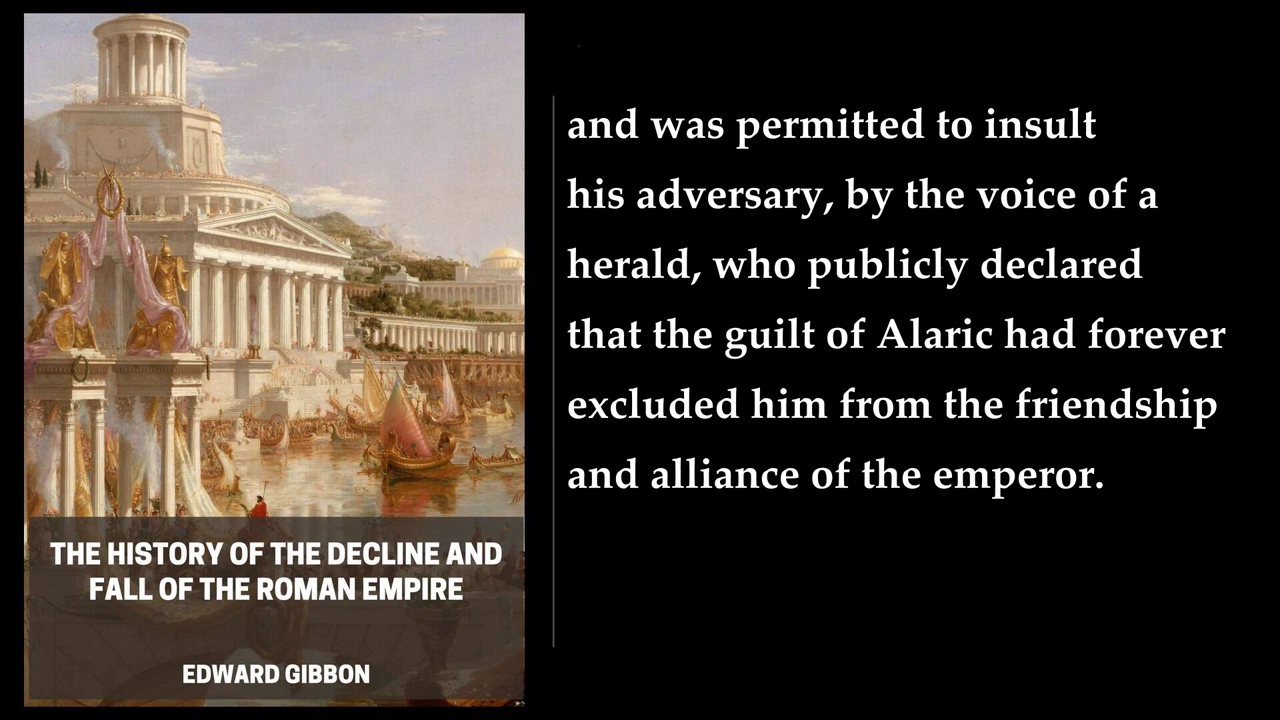 and was permitted to insult
his adversary, by the voice of a
herald, who publicly declared
that the guilt of Alaric had forever
excluded him from the friendship
and alliance of the emperor.
THE HISTORY OF THE DECLINE AND
FALL OF THE ROMAN EMPIRE
EDWARD GIBBON